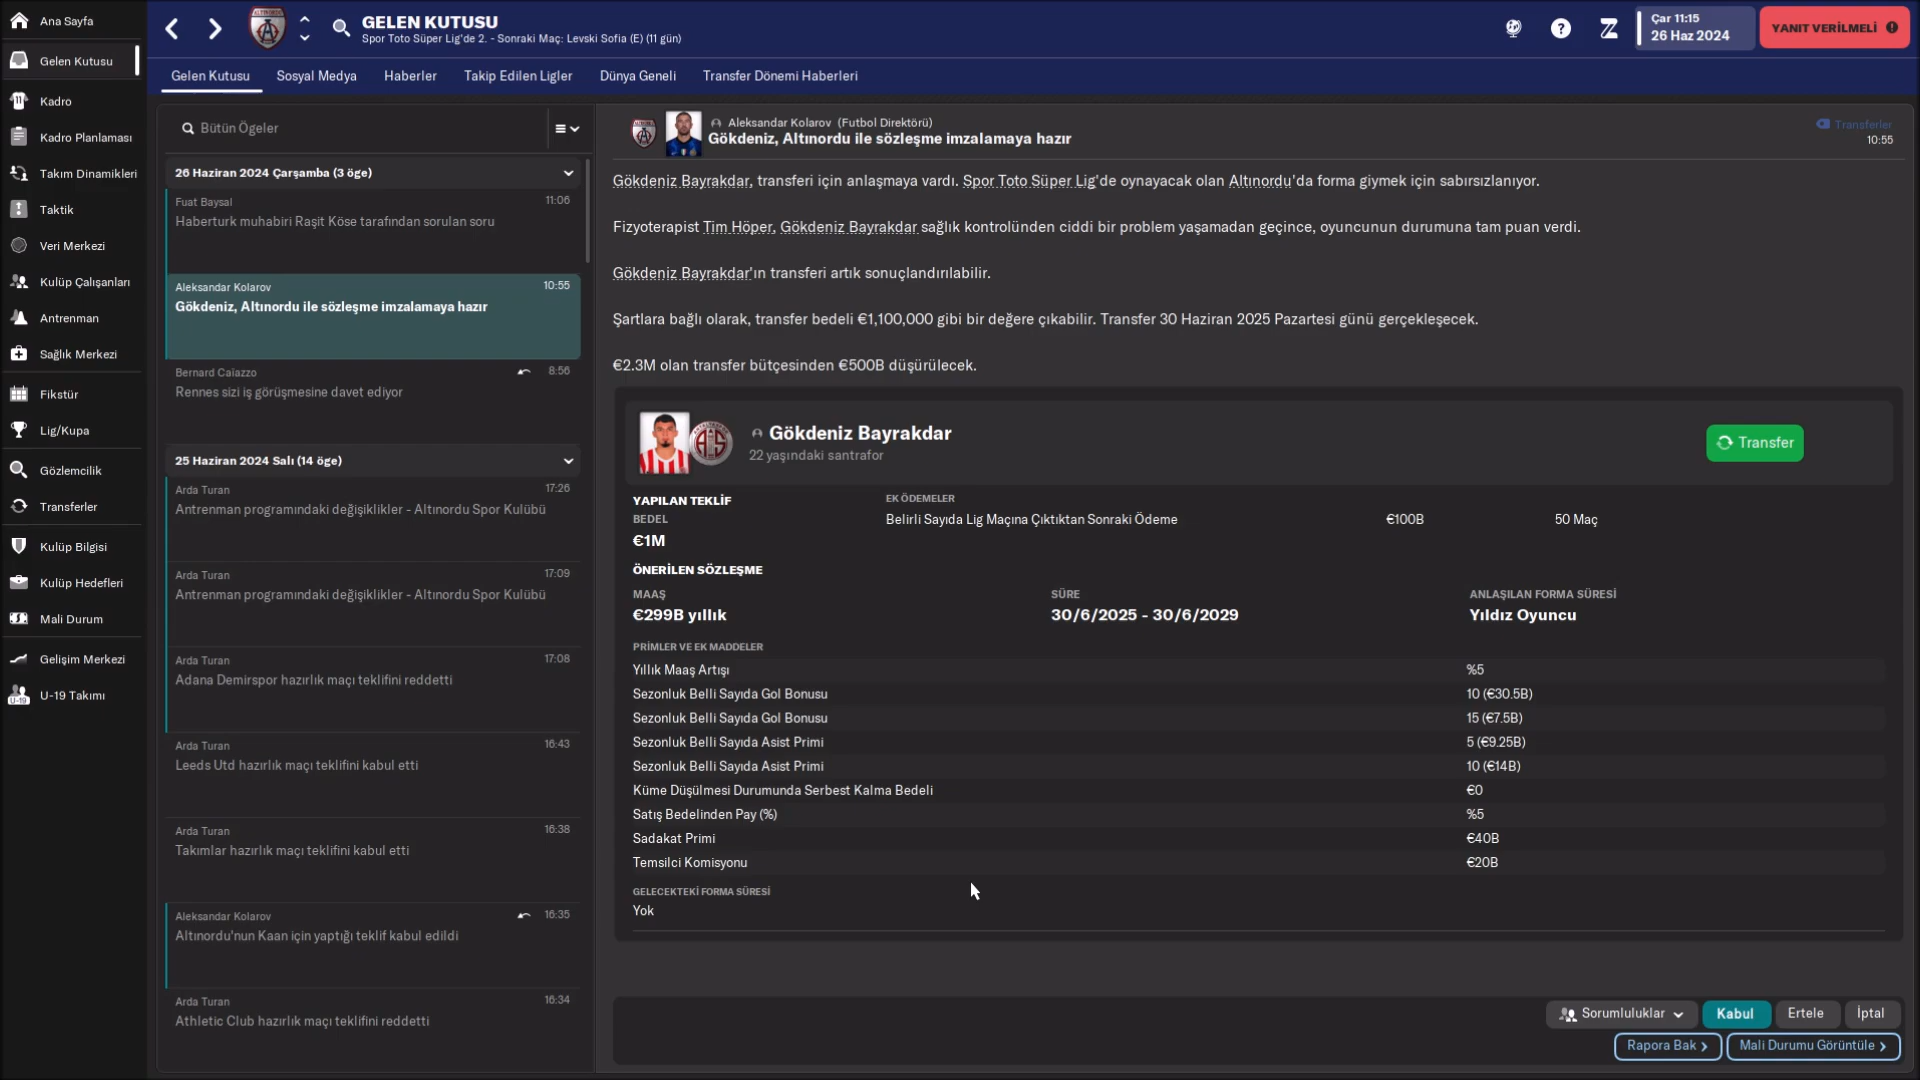 Ana Sayfa
Gelen Kutusu
Kadro
Kadro Planlaması
Takım Dinamikleri
Taktik
Veri Merkezi
Kulüp Çalışanları
Antrenman
Sağlık Merkezi
Fikstür
Lig/Kupa
Gözlemcilik
Transferler
Kulüp Bilgisi
Kulüp Hedefleri
Mali Durum
Gelişim Merkezi
U-19 Takımı
GELEN KUTUSU
Spor Toto Süper Lig'de 2. - Sonraki Maç: Levski Sofia (E) (11 gün)
Çar 11:15
26 Haz 2024
YANIT VERİLMELİ
Gelen Kutusu Sosyal Medya Haberler Takip Edilen Ligler Dünya Geneli Transfer Dönemi Haberleri
Bütün Ögeler
26 Haziran 2024 Çarşamba (3 öge)
Fuat Baysal 11:06
Haberturk muhabiri Raşit Köse tarafından sorulan soru
Aleksandar Kolarov 10:55
Gökdeniz, Altınordu ile sözleşme imzalamaya hazır
Bernard Caïazzo 8:56
Rennes sizi iş görüşmesine davet ediyor
25 Haziran 2024 Salı (14 öge)
Arda Turan 17:26
Antrenman programındaki değişiklikler - Altınordu Spor Kulübü
Arda Turan 17:09
Antrenman programındaki değişiklikler - Altınordu Spor Kulübü
Arda Turan 17:08
Adana Demirspor hazırlık maçı teklifini reddetti
Arda Turan 16:43
Leeds Utd hazırlık maçı teklifini kabul etti
Arda Turan 16:38
Takımlar hazırlık maçı teklifini kabul etti
Aleksandar Kolarov 16:35
Altınordu'nun Kaan için yaptığı teklif kabul edildi
Arda Turan 16:34
Athletic Club hazırlık maçı teklifini reddetti
Aleksandar Kolarov (Futbol Direktörü)
Gökdeniz, Altınordu ile sözleşme imzalamaya hazır
Transferler
10:55
Gökdeniz Bayrakdar, transferi için anlaşmaya vardı. Spor Toto Süper Lig'de oynayacak olan Altınordu'da forma giymek için sabırsızlanıyor.
Fizyoterapist Tim Höper, Gökdeniz Bayrakdar sağlık kontrolünden ciddi bir problem yaşamadan geçince, oyuncunun durumuna tam puan verdi.
Gökdeniz Bayrakdar'ın transferi artık sonuçlandırılabilir.
Şartlara bağlı olarak, transfer bedeli €1,100,000 gibi bir değere çıkabilir. Transfer 30 Haziran 2025 Pazartesi günü gerçekleşecek.
€2.3M olan transfer bütçesinden €500B düşürülecek.
Gökdeniz Bayrakdar
22 yaşındaki santrafor
Transfer
YAPILAN TEKLİF
BEDEL
€1M
EK ÖDEMELER
Belirli Sayıda Lig Maçına Çıktıktan Sonraki Ödeme €100B 50 Maç
ÖNERİLEN SÖZLEŞME
MAAŞ SÜRE ANLAŞILAN FORMA SÜRESİ
€299B yıllık 30/6/2025 - 30/6/2029 Yıldız Oyuncu
PRİMLER VE EK MADDELER
Yıllık Maaş Artışı %5
Sezonluk Belli Sayıda Gol Bonusu 10 (€30.5B)
Sezonluk Belli Sayıda Gol Bonusu 15 (€7.5B)
Sezonluk Belli Sayıda Asist Primi 5 (€9.25B)
Sezonluk Belli Sayıda Asist Primi 10 (€14B)
Küme Düşülmesi Durumunda Serbest Kalma Bedeli €0
Satış Bedelinden Pay (%) %5
Sadakat Primi €40B
Temsilci Komisyonu €20B
GELECEKTEKİ FORMA SÜRESİ
Yok
Sorumluluklar Kabul Ertele İptal
Rapora Bak Mali Durumu Görüntüle